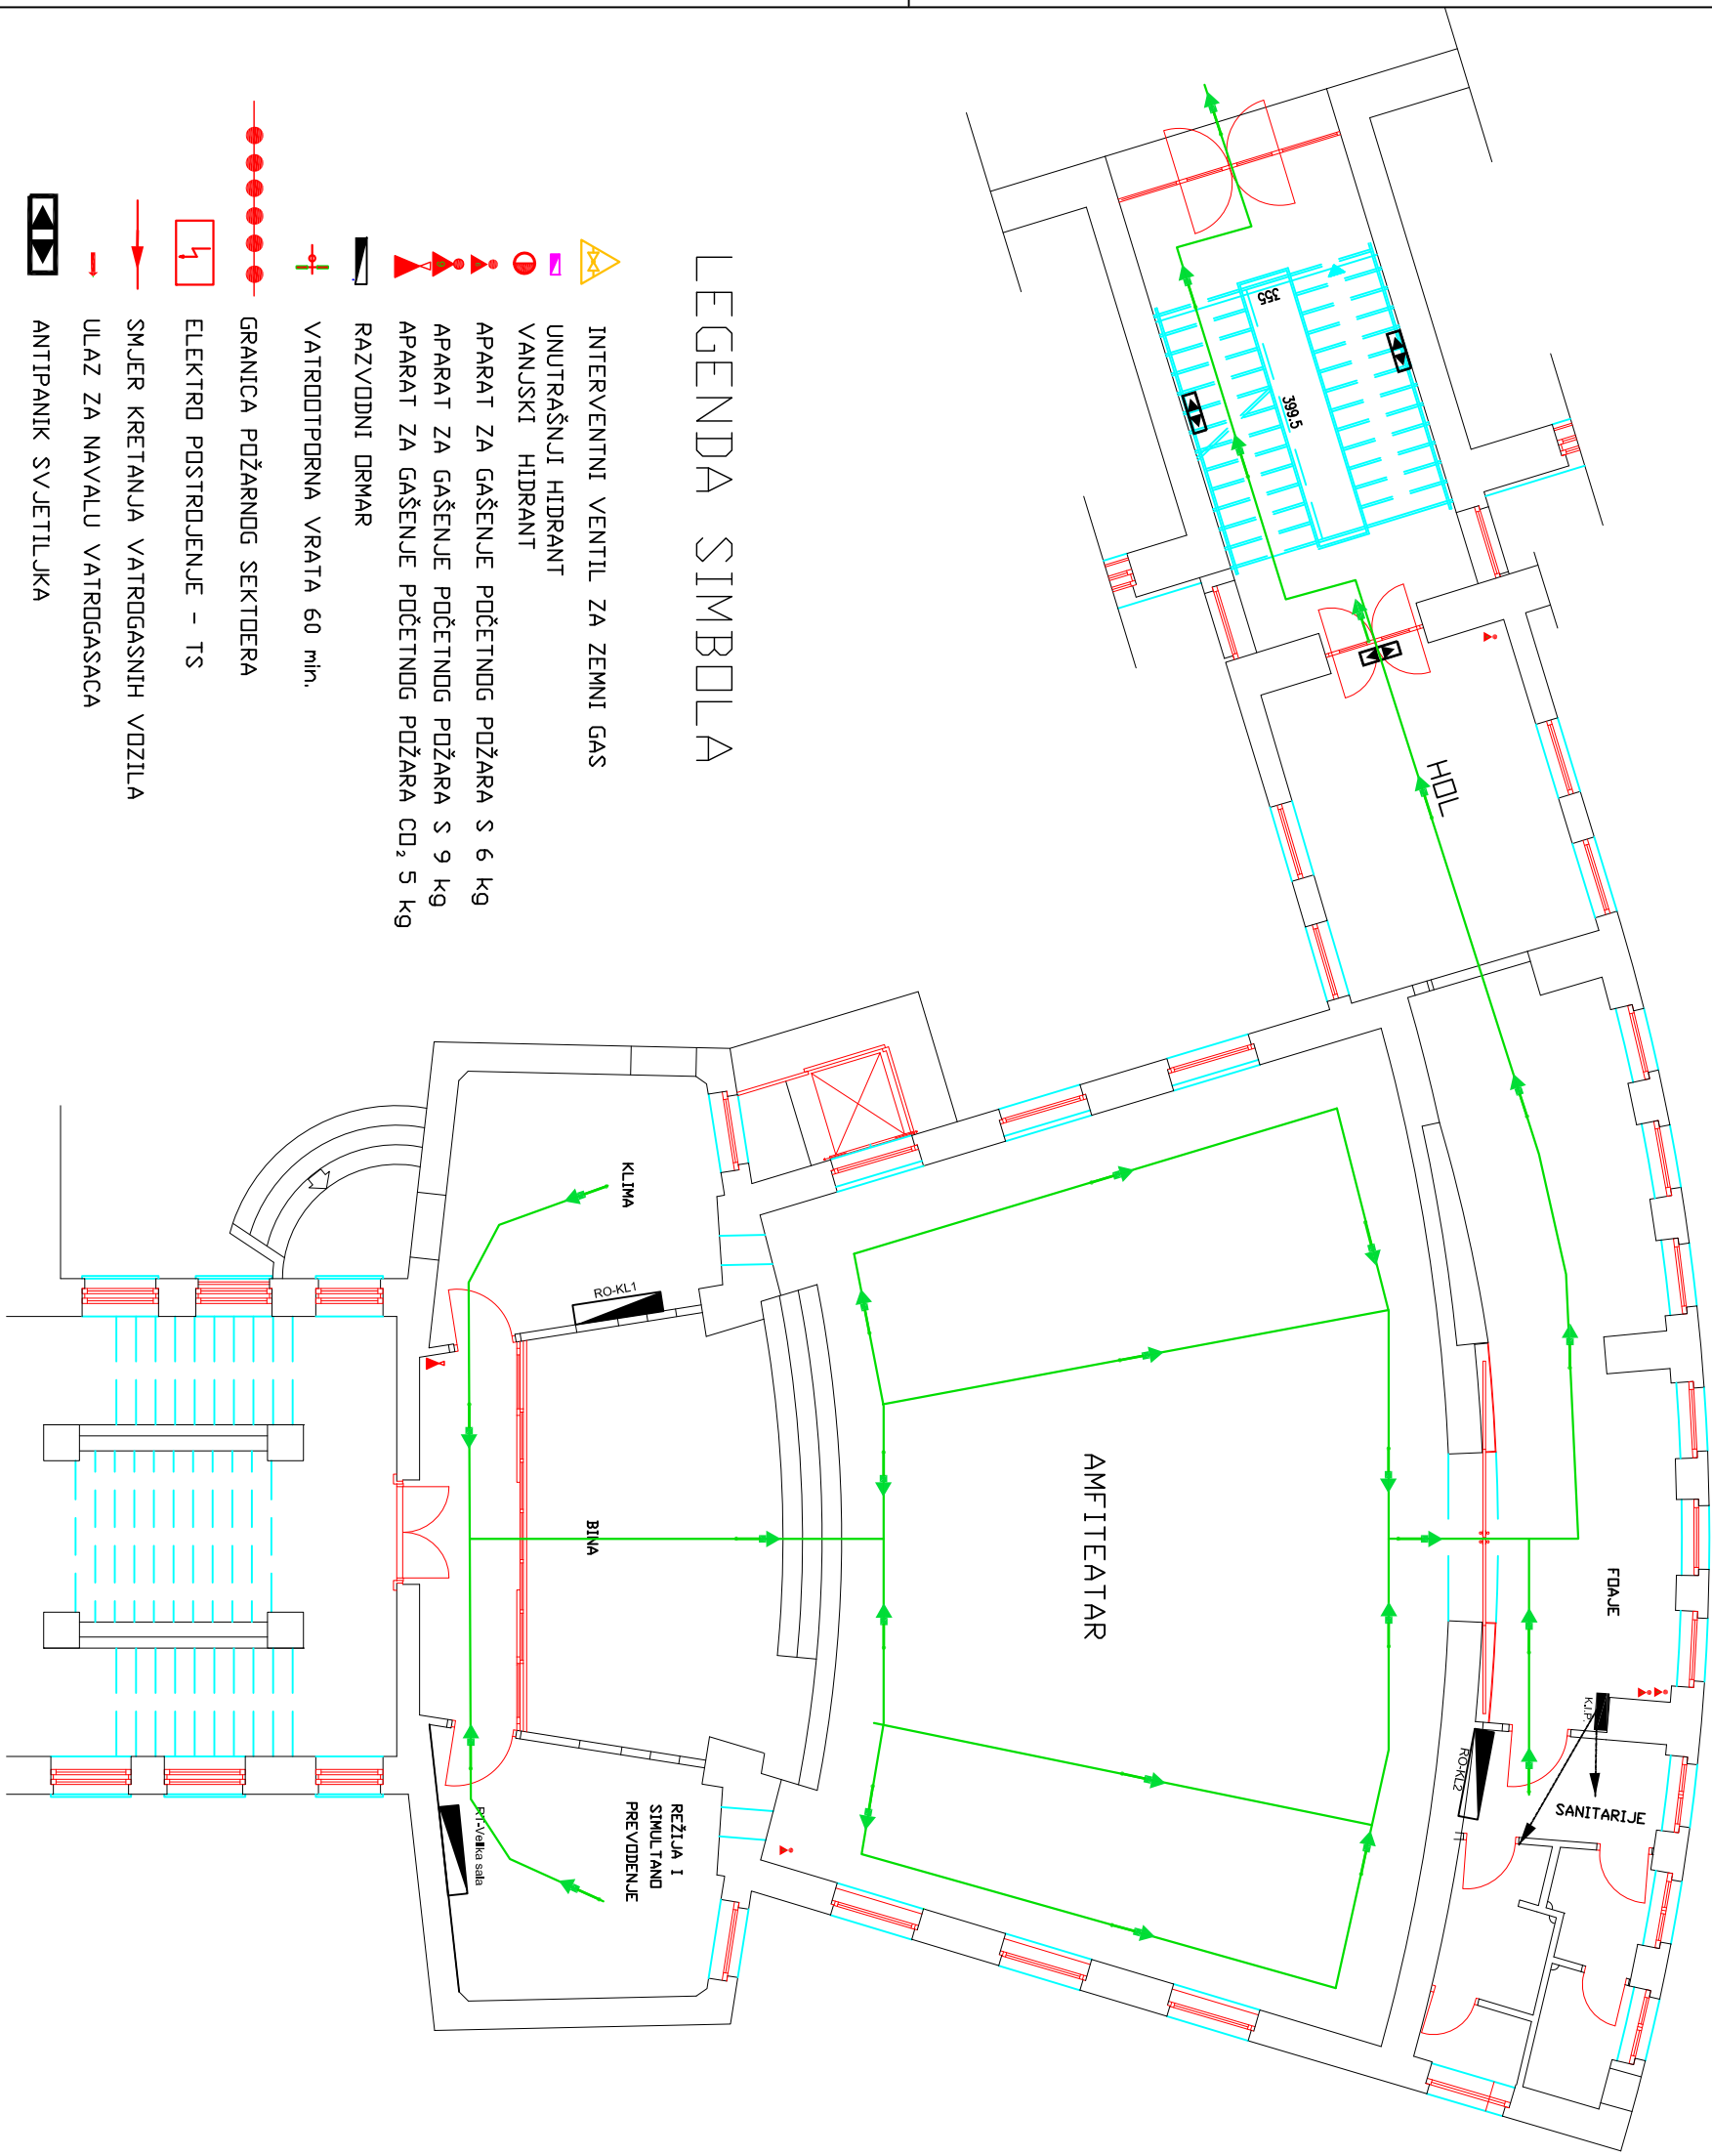 LEGENDA SIMBOLA
INTERVENTNI VENTIL ZA ZEMNI GAS
UNUTRAŠNJI HIDRANT
VANJSKI HIDRANT
APARAT ZA GAŠENJE POČETNOG POŽARA S 6 kg
APARAT ZA GAŠENJE POČETNOG POŽARA S 9 kg
APARAT ZA GAŠENJE POČETNOG POŽARA CO₂ 5 kg
RAZVODNI ORMAR
VATROOTPORNA VRATA 60 min.
GRANICA POŽARNOG SEKTOERA
ELEKTRO POSTROJENJE - TS
SMJER KRETANJA VATROGASNIH VOZILA
ULAZ ZA NAVALU VATROGASACA
ANTIPANIK SVJETILJKA
355
399.5
HOL
KLIMA
RO-KL1
BINA
AMFITEATAR
FOAJE
K.I.P.
RO-KL2
SANITARIJE
REŽIJA I
SIMULTANO
PREVOĐENJE
RT-Velika sala